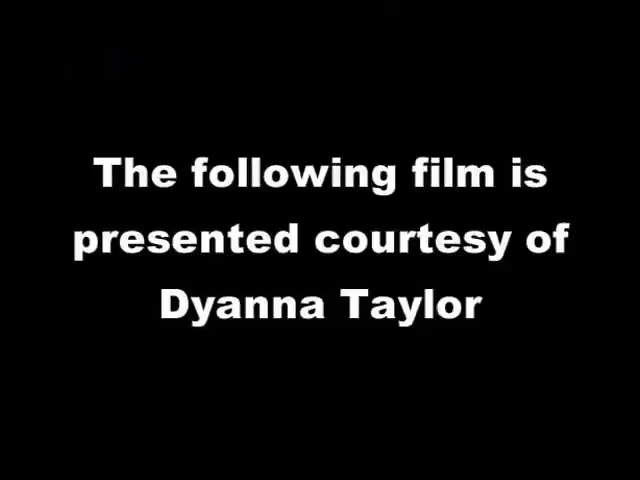 The following film is
presented courtesy of
Dyanna Taylor